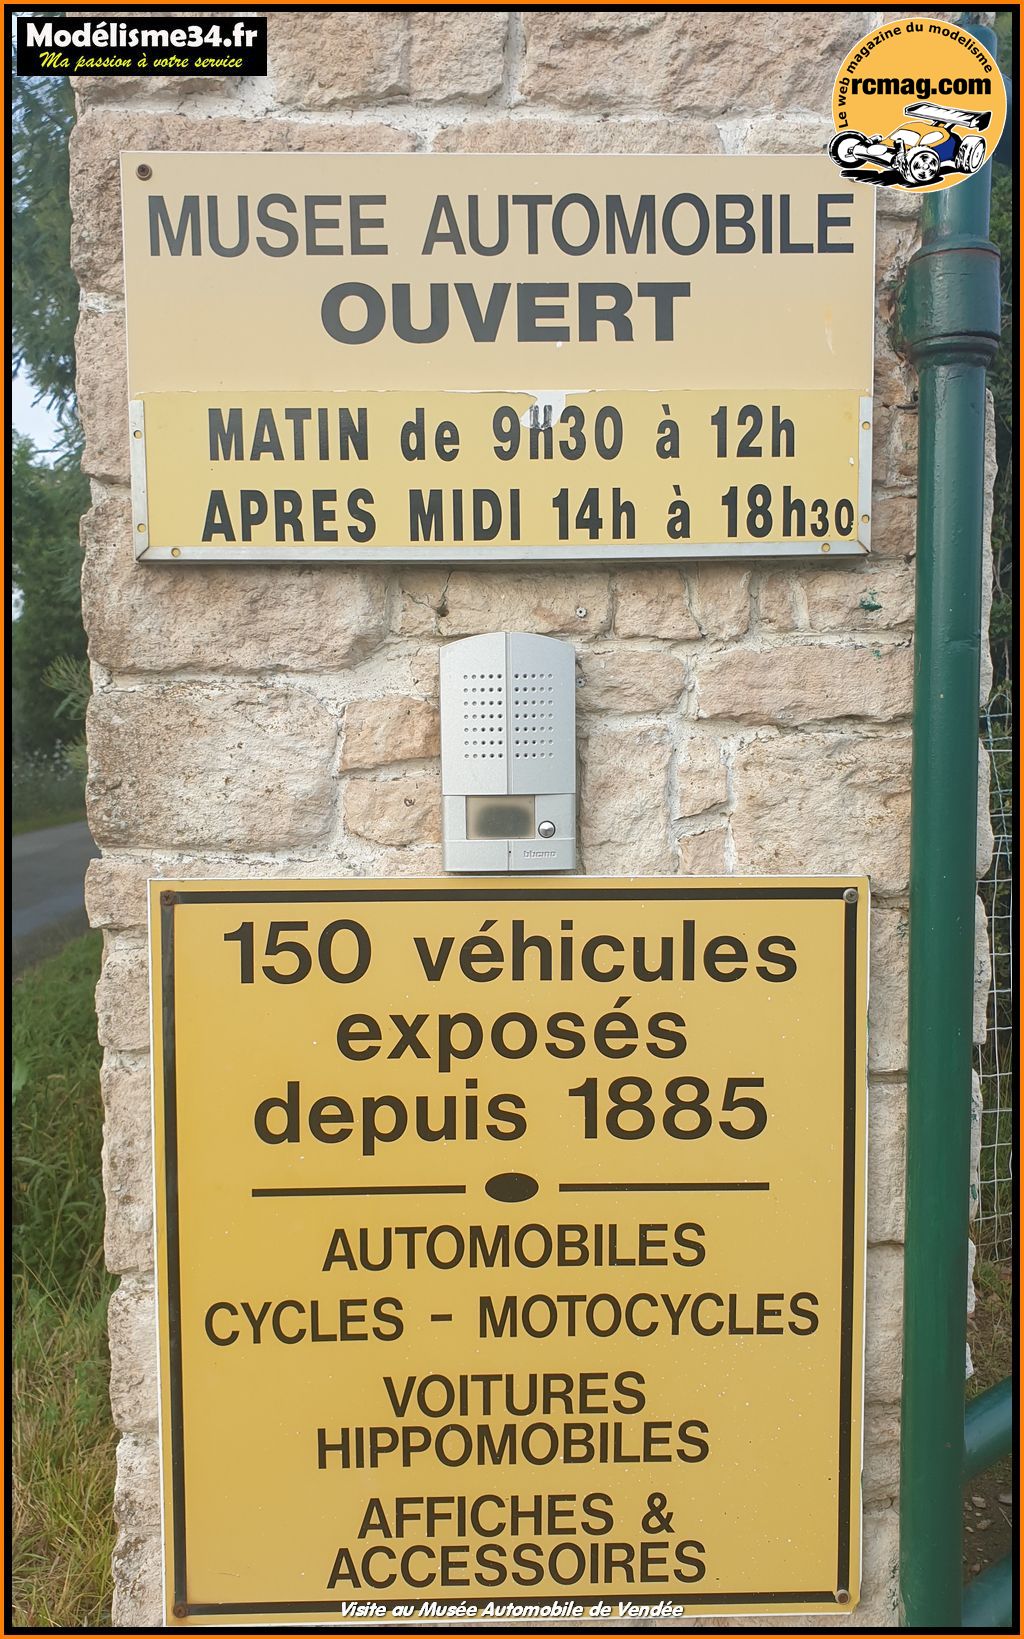 Modélisme34.fr
Ma passion à votre service
Le web magazine du modelisme
rcmag.com
MUSEE AUTOMOBILE
OUVERT
MATIN de 9H30 à 12h
APRES MIDI 14h à 18h30
bticino
150 véhicules
exposés
depuis 1885
AUTOMOBILES
CYCLES - MOTOCYCLES
VOITURES
HIPPOMOBILES
AFFICHES &
ACCESSOIRES
Visite au Musée Automobile de Vendée